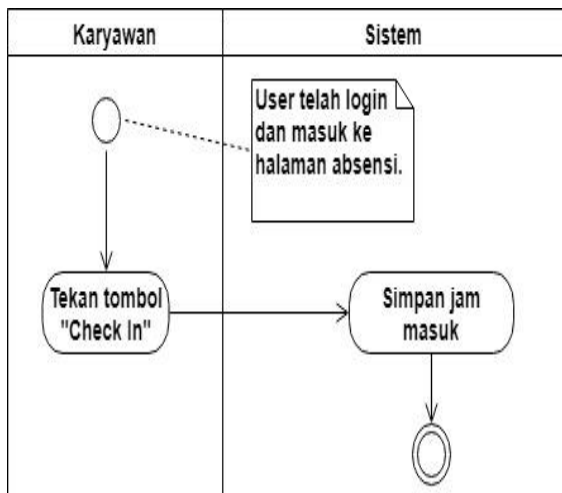 Karyawan
Sistem
User telah login
dan masuk ke
halaman absensi.
Tekan tombol
"Check In"
Simpan jam
masuk